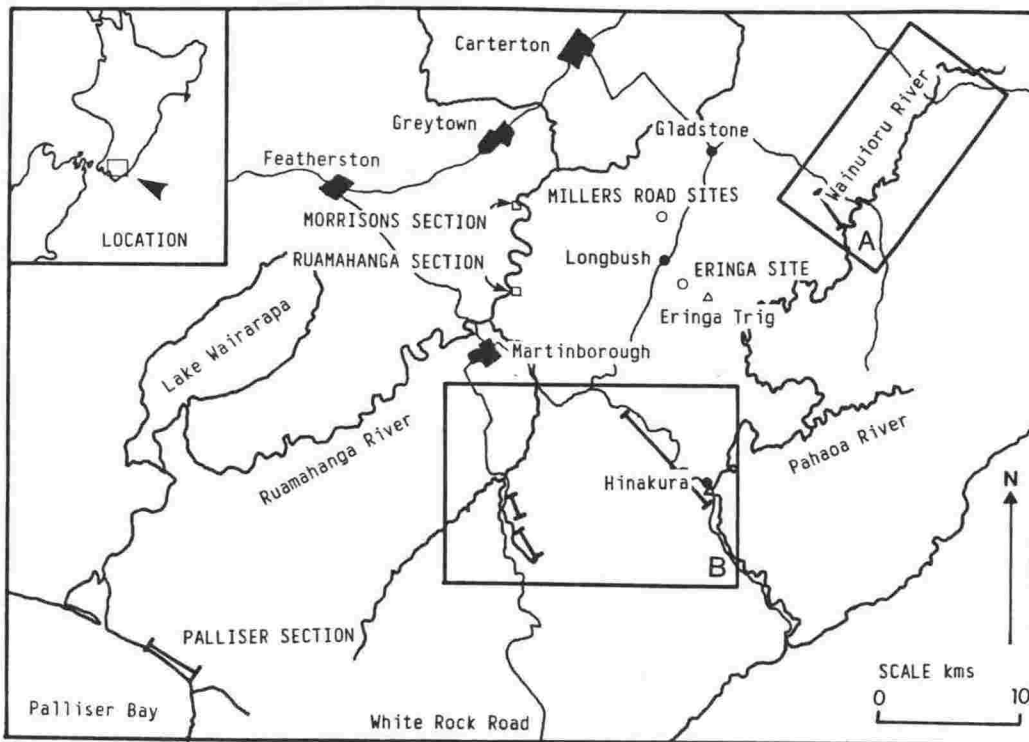 Carterton
Greytown
Gladstone
Wainuioru River
Featherston
MORRISONS SECTION
MILLERS ROAD SITES
LOCATION
RUAMAHANGA SECTION
Longbush
ERINGA SITE
A
Eringa Trig
Lake Wairarapa
Martinborough
Ruamahanga River
Pahaoa River
Hinakura
N
B
PALLISER SECTION
SCALE kms
0 10
Palliser Bay
White Rock Road